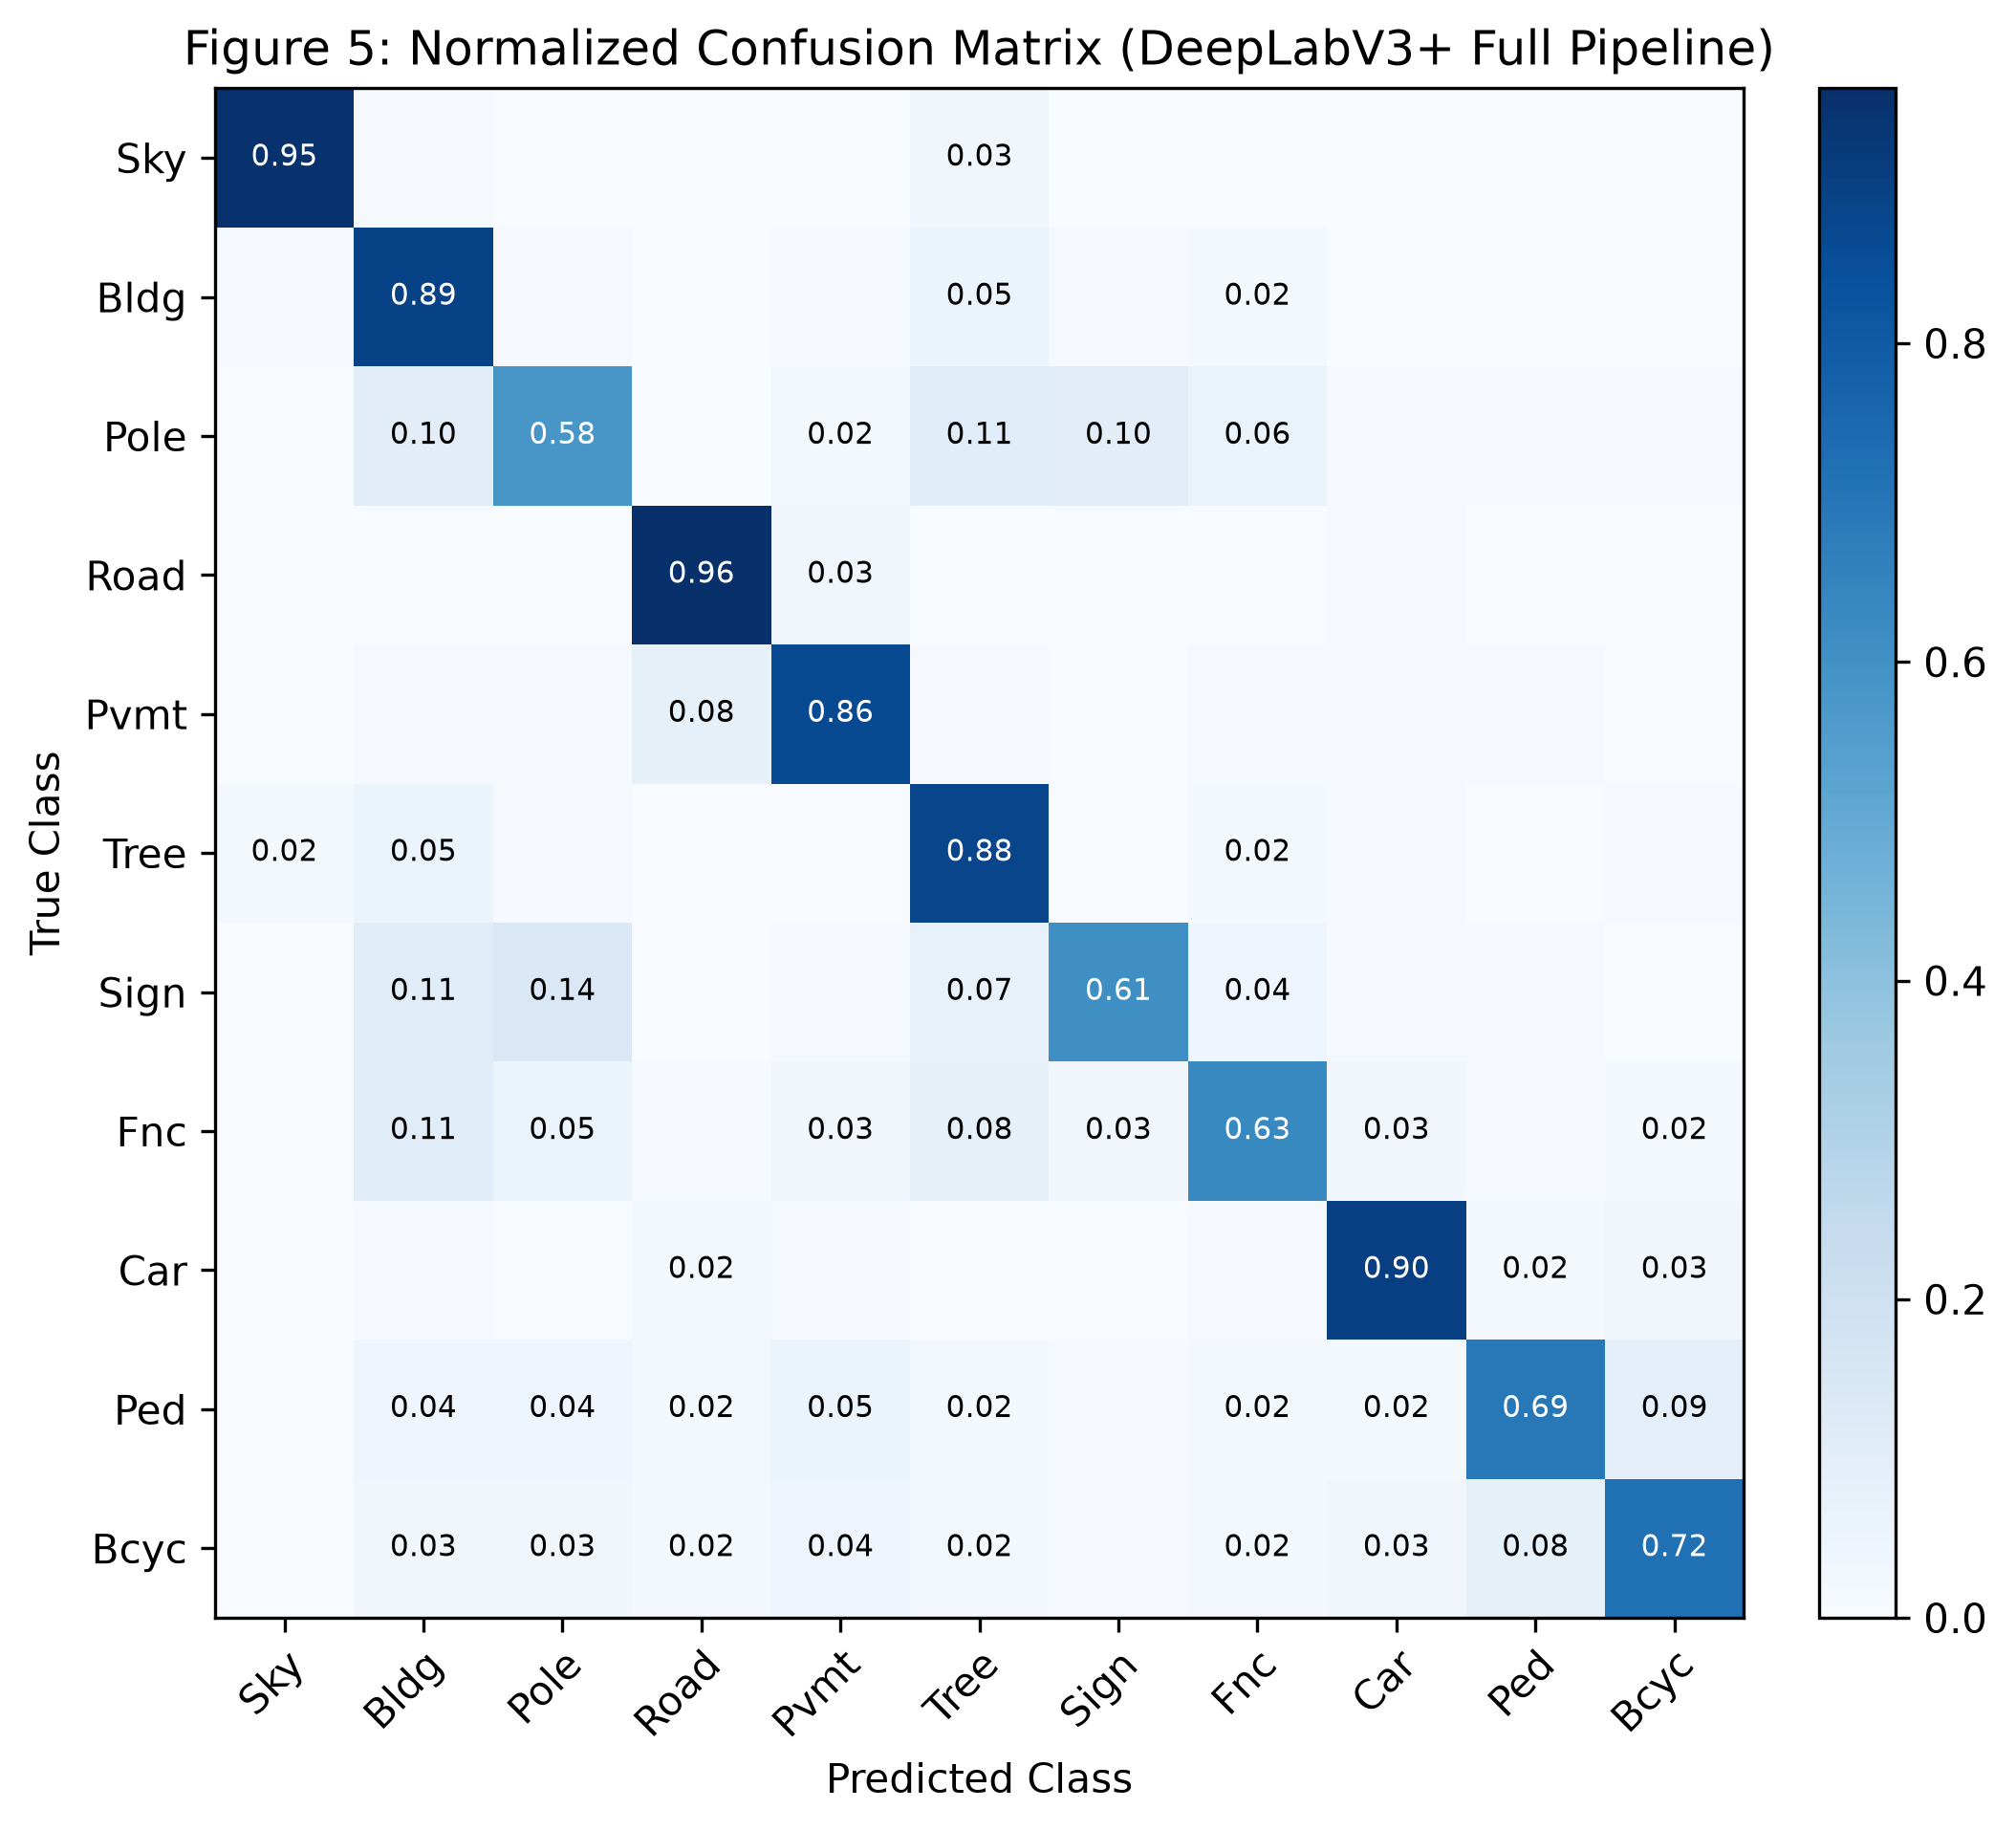 Figure 5: Normalized Confusion Matrix (DeepLabV3+ Full Pipeline)
True Class
Sky 0.95 0.03
Bldg 0.89 0.05 0.02
Pole 0.10 0.58 0.02 0.11 0.10 0.06
Road 0.96 0.03
Pvmt 0.08 0.86
Tree 0.02 0.05 0.88 0.02
Sign 0.11 0.14 0.07 0.61 0.04
Fnc 0.11 0.05 0.03 0.08 0.03 0.63 0.03 0.02
Car 0.02 0.90 0.02 0.03
Ped 0.04 0.04 0.02 0.05 0.02 0.02 0.02 0.69 0.09
Bcyc 0.03 0.03 0.02 0.04 0.02 0.02 0.03 0.08 0.72
Sky Bldg Pole Road Pvmt Tree Sign Fnc Car Ped Bcyc
Predicted Class
0.8
0.6
0.4
0.2
0.0